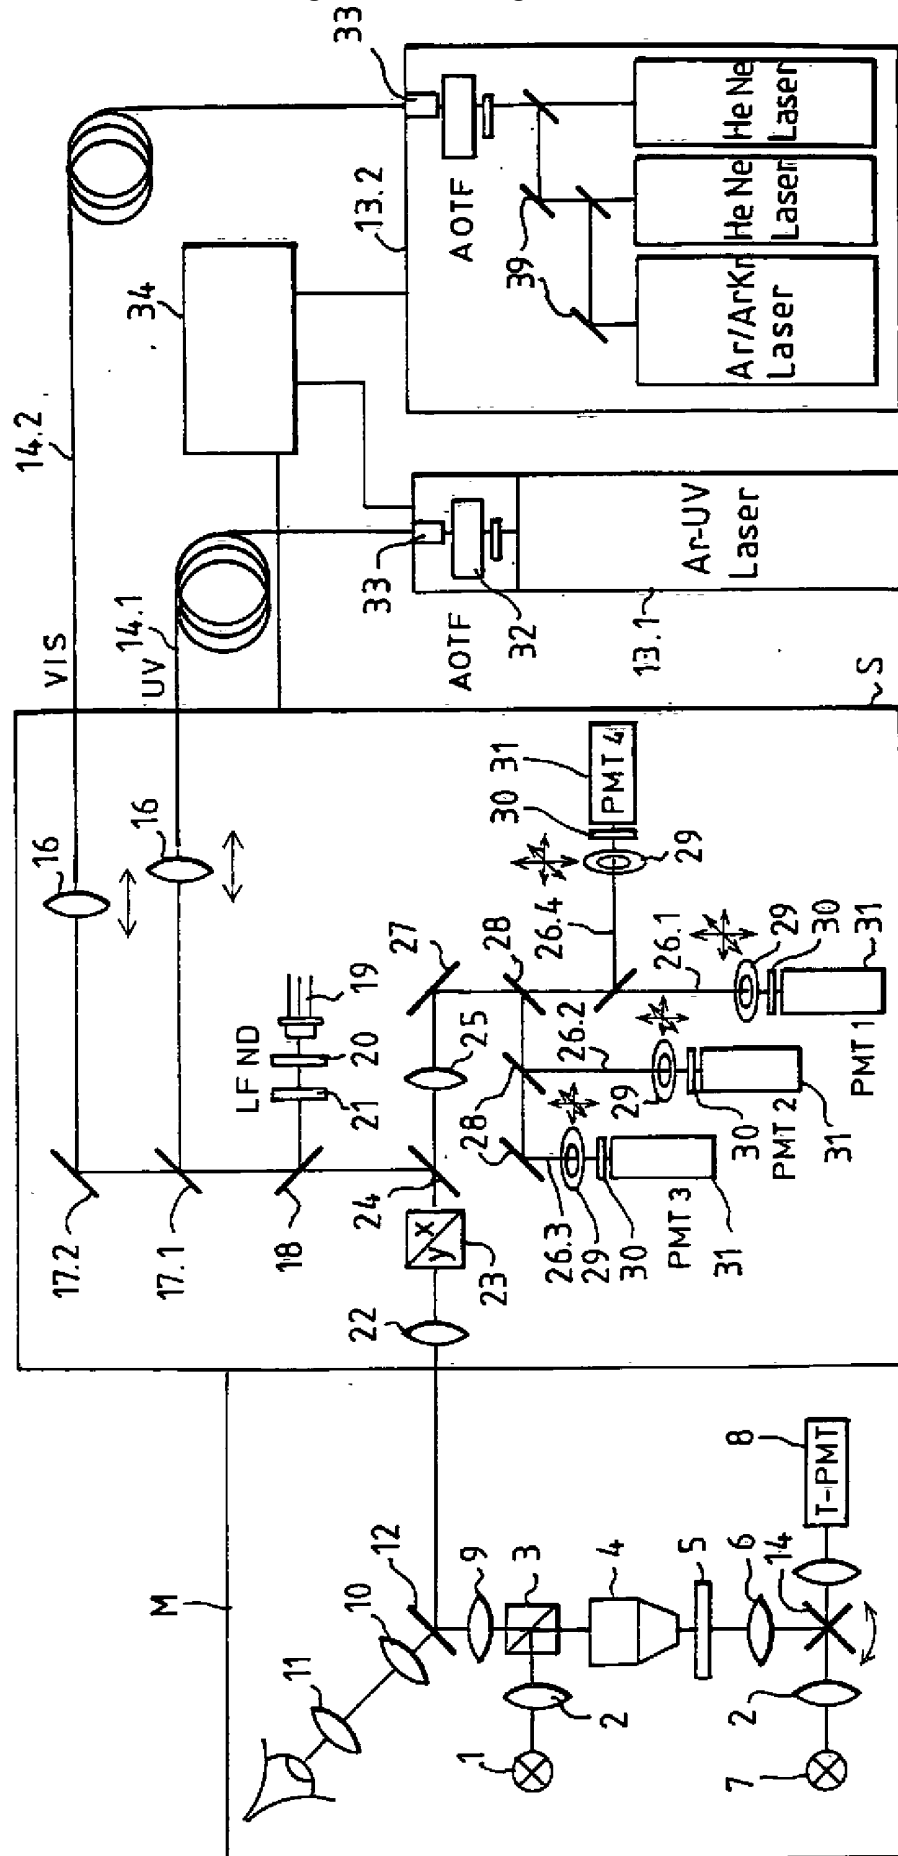 33
14.2
VIS
34
14.1
UV
M
16
16
17.2
17.1
18
LF ND
19
20
21
13.2
33
AOTF
39
He Ne
Laser
He Ne
Laser
Ar/ArKr
Laser
33
AOTF
32
Ar-UV
Laser
13.1
S
27
28
25
24
y x
23
22
28
26.4
30
31
PMT 4
29
26.1
29
30
31
PMT 1
26.2
29
30
PMT 2
31
26.3
29
30
PMT 3
31
12
10
11
9
3
4
5
6
14
8
T-PMT
1
2
2
7